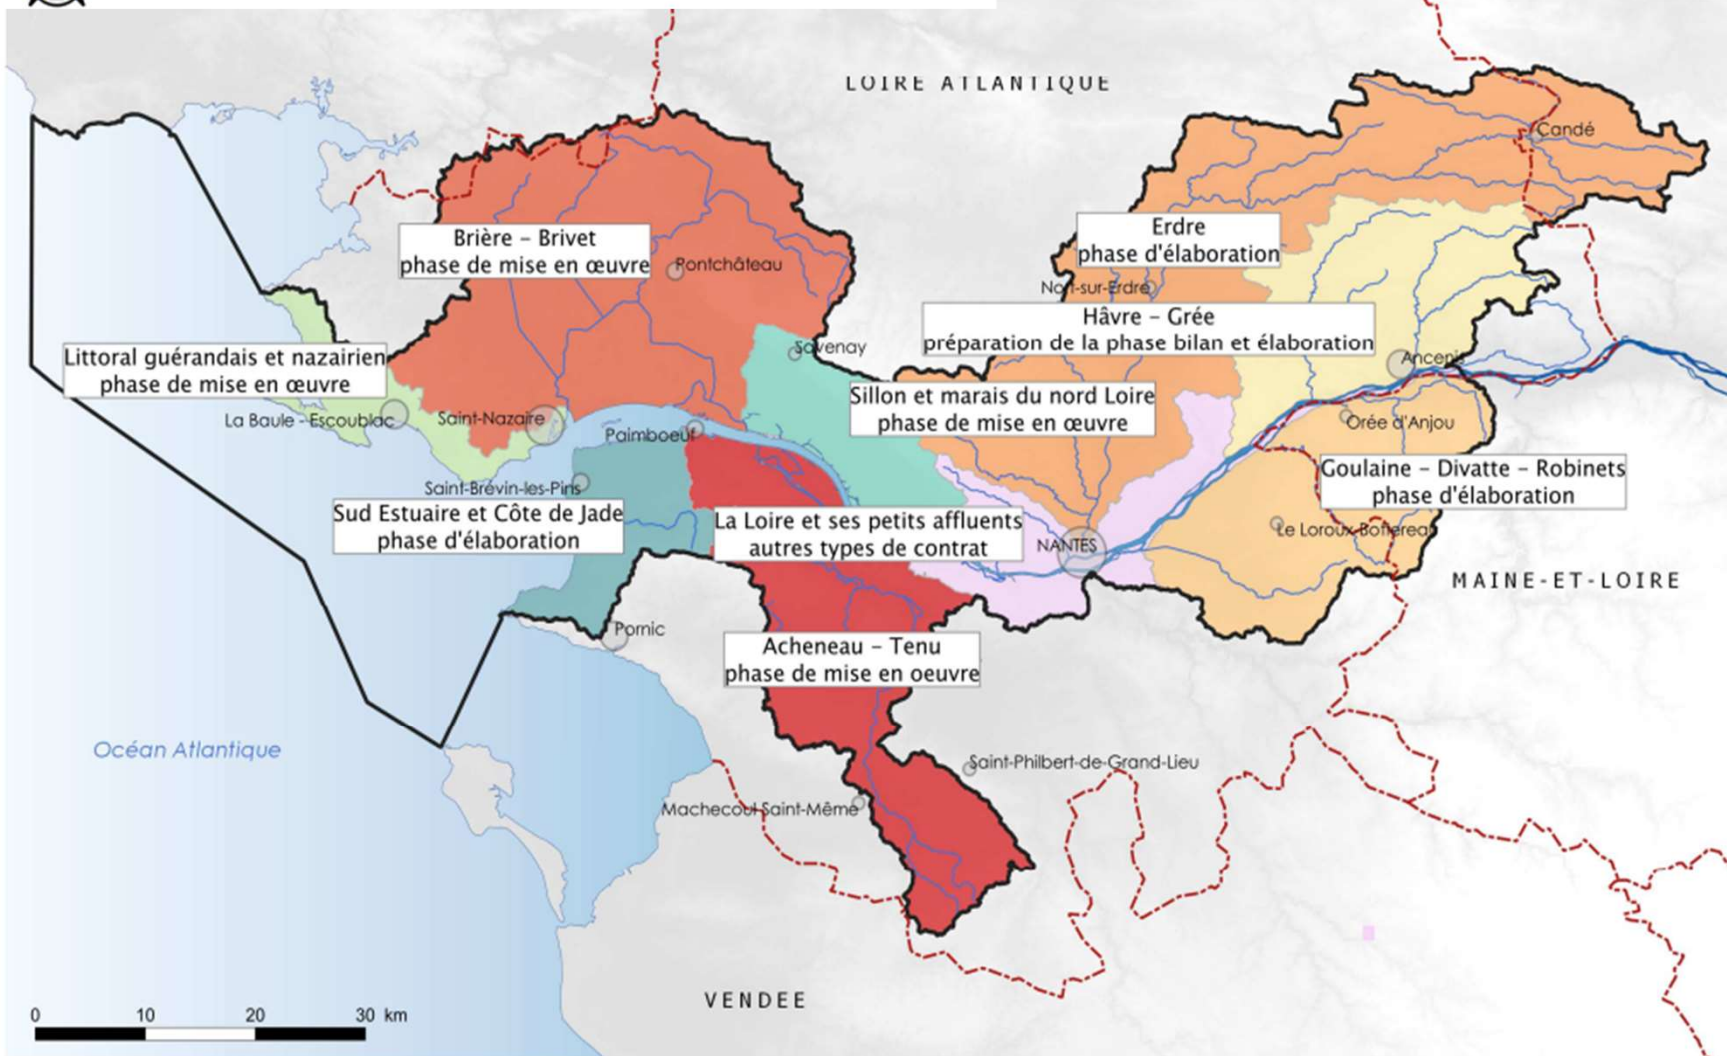 LOIRE ATLANTIQUE
Candé
Erdre
phase d'élaboration
Brière – Brivet
phase de mise en œuvre
Pontchâteau
Nort-sur-Erdre
Hâvre – Grée
préparation de la phase bilan et élaboration
Littoral guérandais et nazairien
phase de mise en œuvre
Savenay
Ancenis
Sillon et marais du nord Loire
phase de mise en œuvre
La Baule - Escoublac
Saint-Nazaire
Paimboeuf
Orée d'Anjou
Goulaine – Divatte – Robinets
phase d'élaboration
Saint-Brévin-les-Pins
Sud Estuaire et Côte de Jade
phase d'élaboration
La Loire et ses petits affluents
autres types de contrat
Le Loroux-Bottereau
NANTES
MAINE-ET-LOIRE
Pornic
Acheneau – Tenu
phase de mise en oeuvre
Océan Atlantique
Saint-Philbert-de-Grand-Lieu
Machecoul Saint-Même
VENDEE
0 10 20 30 km